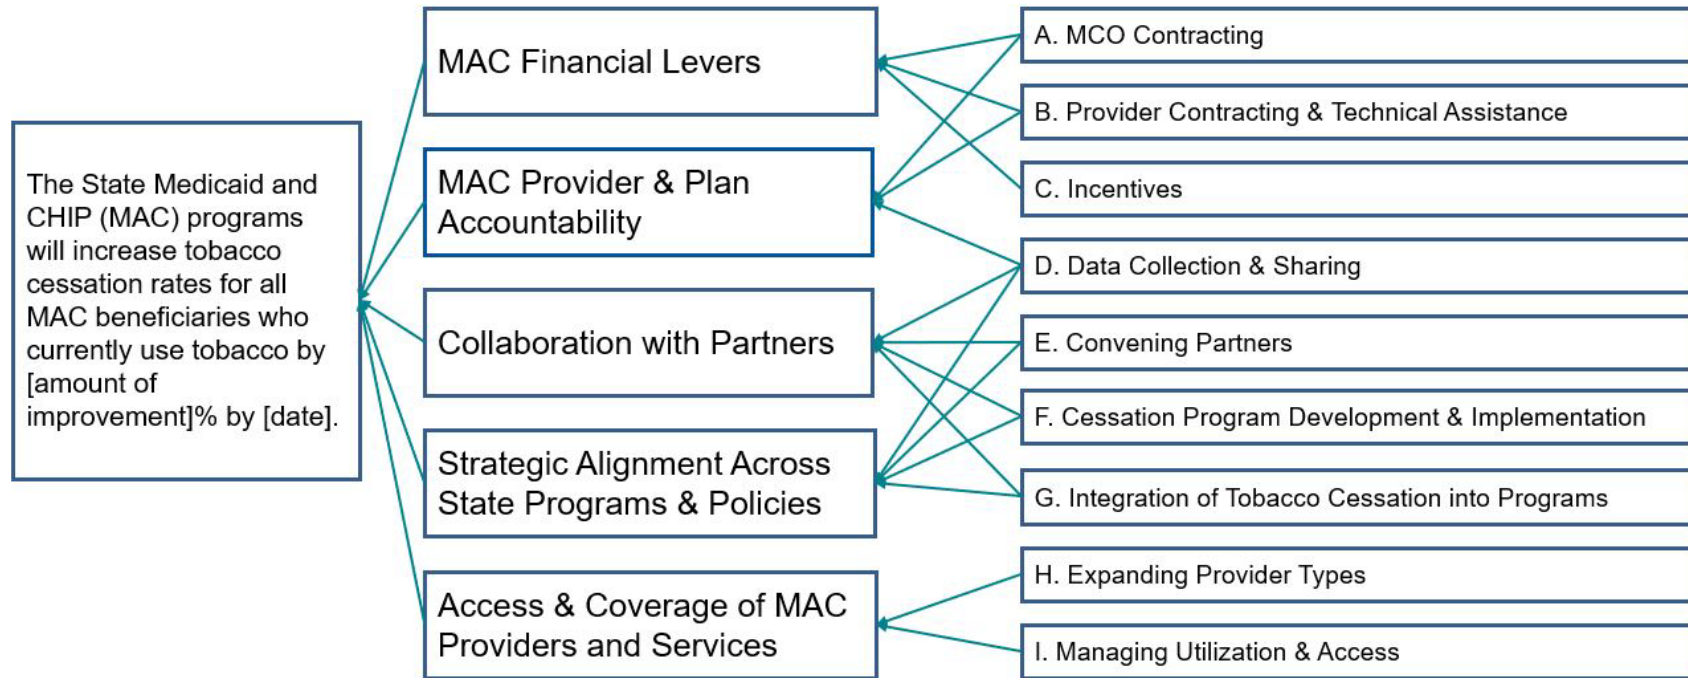 The State Medicaid and
CHIP (MAC) programs
will increase tobacco
cessation rates for all
MAC beneficiaries who
currently use tobacco by
[amount of
improvement]% by [date].
MAC Financial Levers
MAC Provider & Plan
Accountability
Collaboration with Partners
Strategic Alignment Across
State Programs & Policies
Access & Coverage of MAC
Providers and Services
A. MCO Contracting
B. Provider Contracting & Technical Assistance
C. Incentives
D. Data Collection & Sharing
E. Convening Partners
F. Cessation Program Development & Implementation
G. Integration of Tobacco Cessation into Programs
H. Expanding Provider Types
I. Managing Utilization & Access